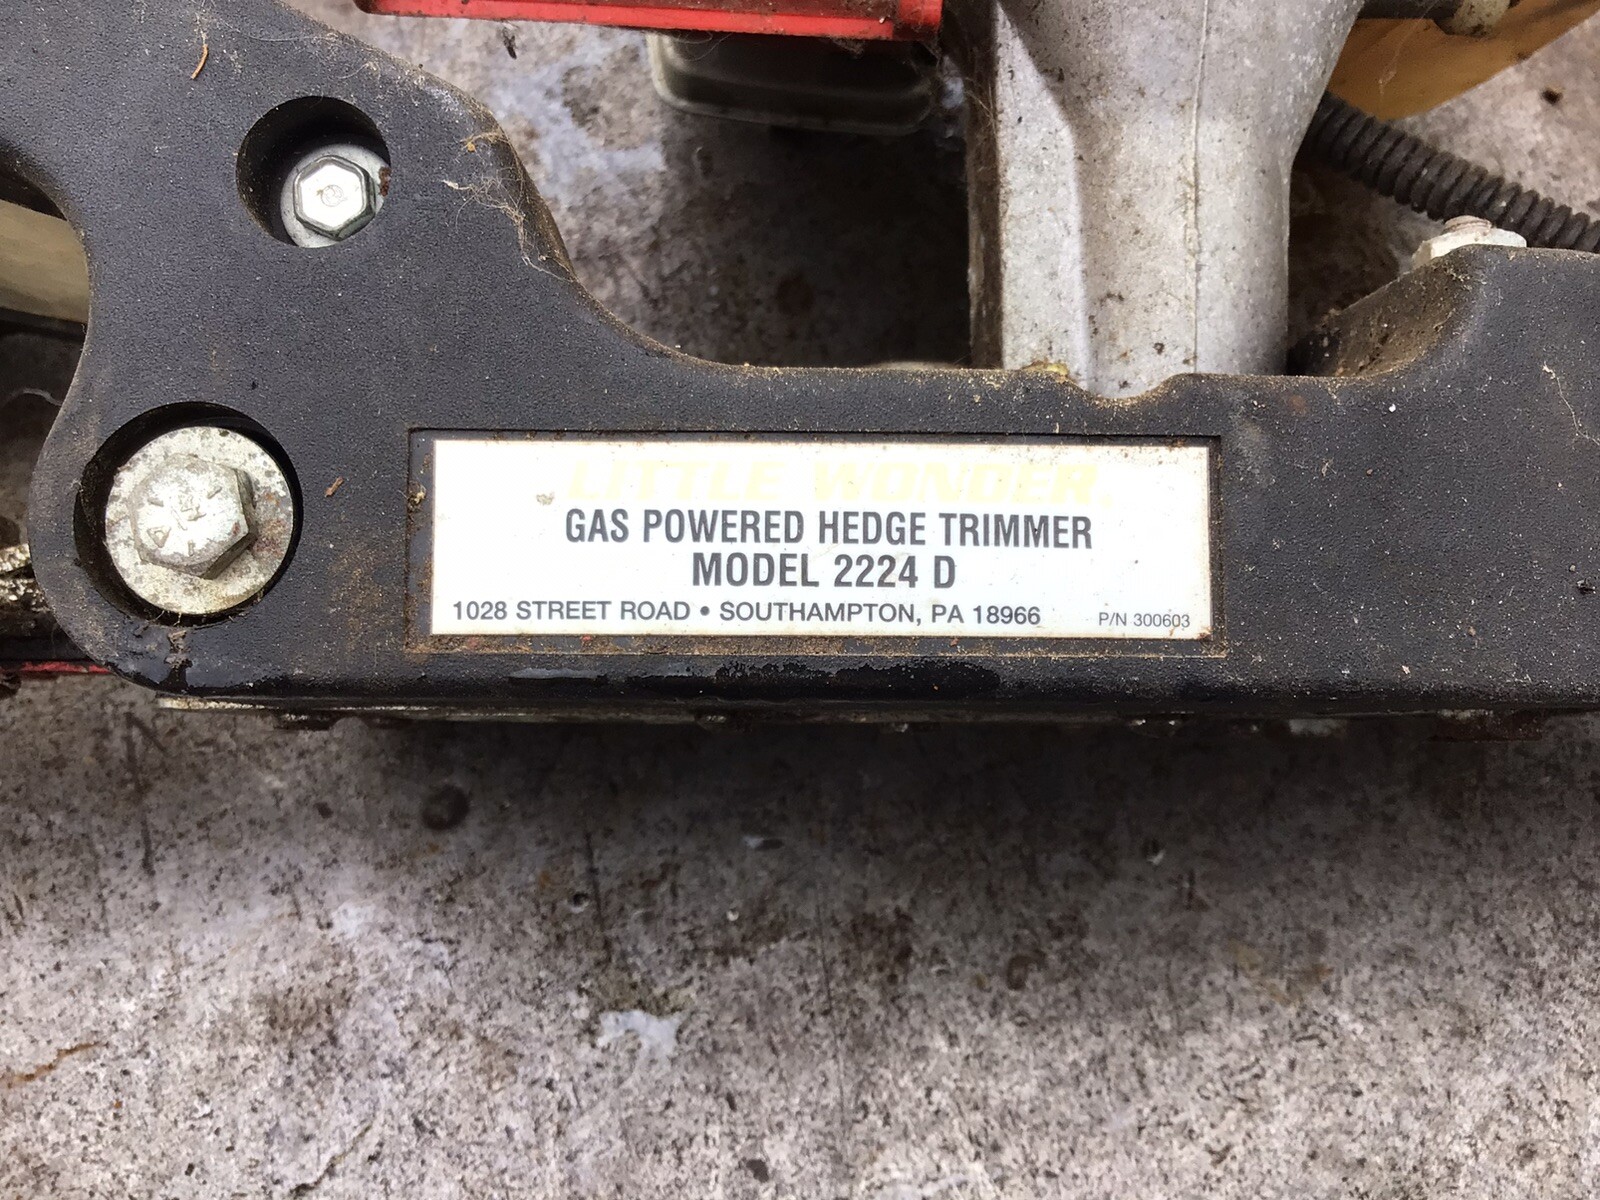 LITTLE WONDER
GAS POWERED HEDGE TRIMMER
MODEL 2224 D
1028 STREET ROAD • SOUTHAMPTON, PA 18966
P/N 300603